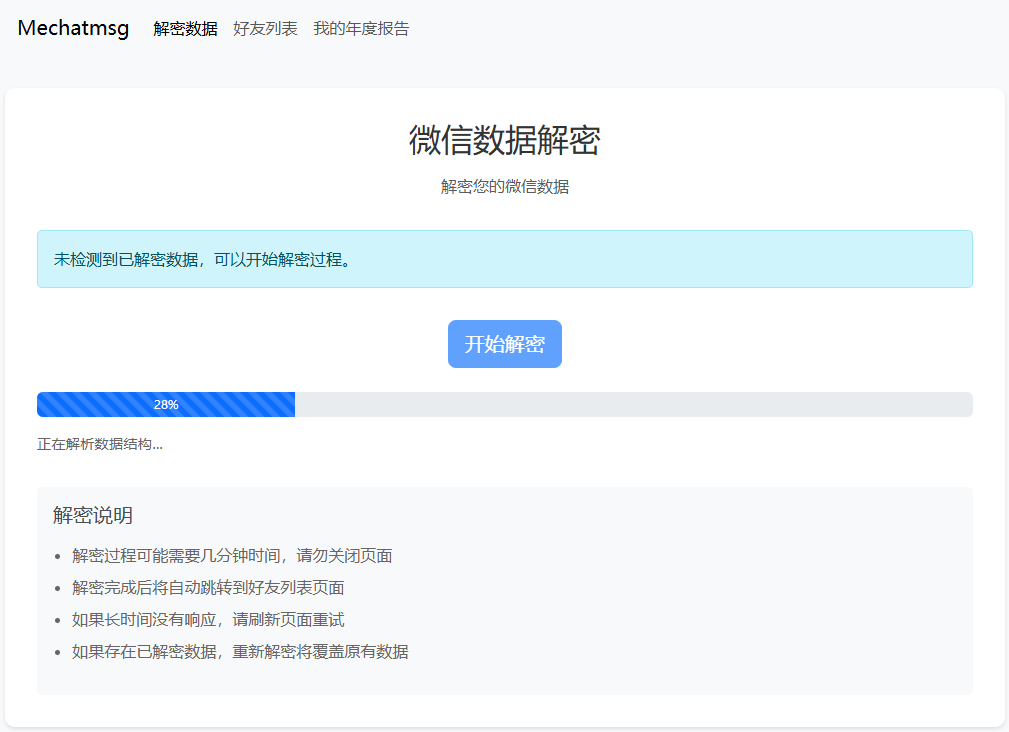 Mechatmsg 解密数据 好友列表 我的年度报告
微信数据解密
解密您的微信数据
未检测到已解密数据，可以开始解密过程。
开始解密
28%
正在解析数据结构...
解密说明
• 解密过程可能需要几分钟时间，请勿关闭页面
• 解密完成后将自动跳转到好友列表页面
• 如果长时间没有响应，请刷新页面重试
• 如果存在已解密数据，重新解密将覆盖原有数据